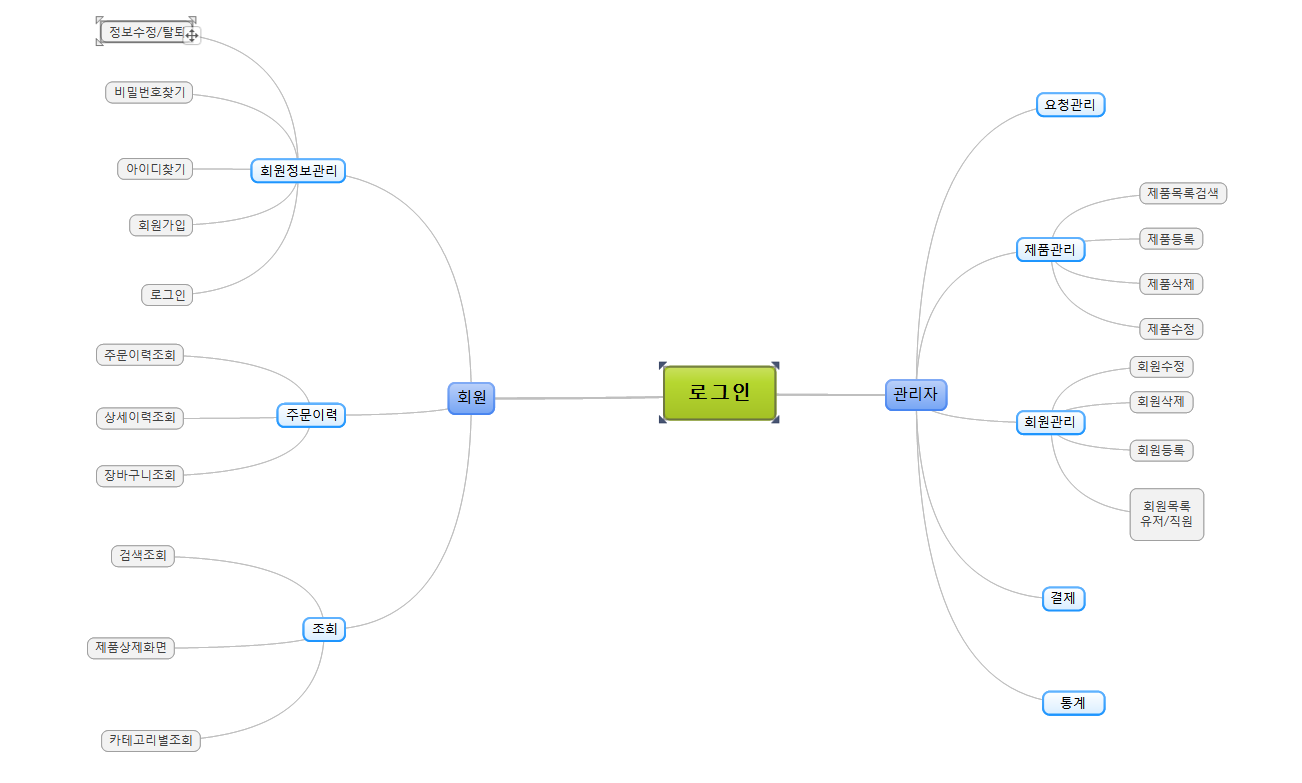 정보수정/탈퇴
비밀번호찾기
아이디찾기
회원가입
로그인
회원정보관리
주문이력조회
상세이력조회
장바구니조회
주문이력
검색조회
제품상제화면
카테고리별조회
조회
회원
로그인
관리자
요청관리
제품관리
제품목록검색
제품등록
제품삭제
제품수정
회원관리
회원수정
회원삭제
회원등록
회원목록
유저/직원
결제
통계